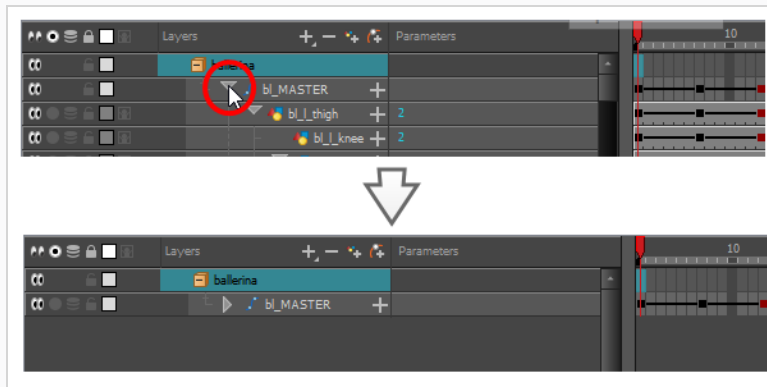 Layers Parameters 10
ballerina
bl_MASTER
bl_l_thigh 2
bl_l_knee 2
Layers Parameters 10
ballerina
bl_MASTER